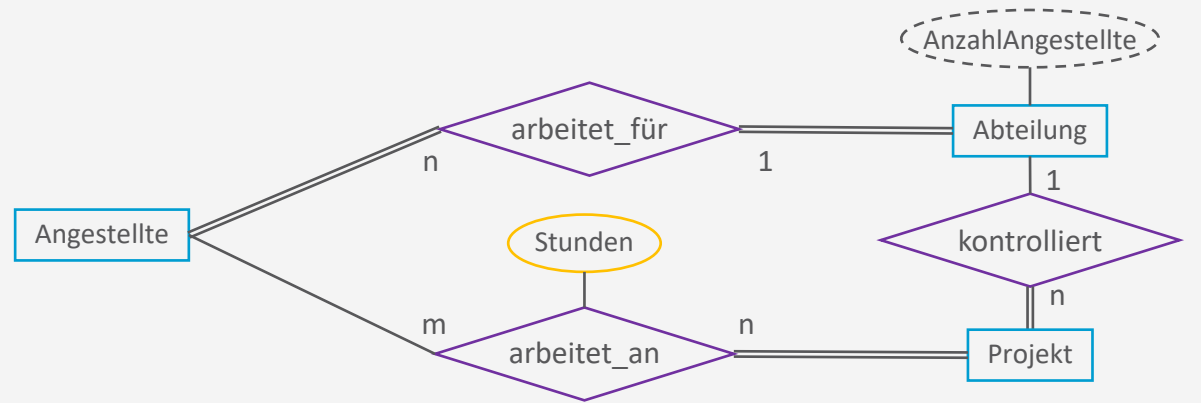 AnzahlAngestellte
arbeitet_für
Abteilung
n
1
1
Angestellte
Stunden
kontrolliert
n
m
n
arbeitet_an
Projekt